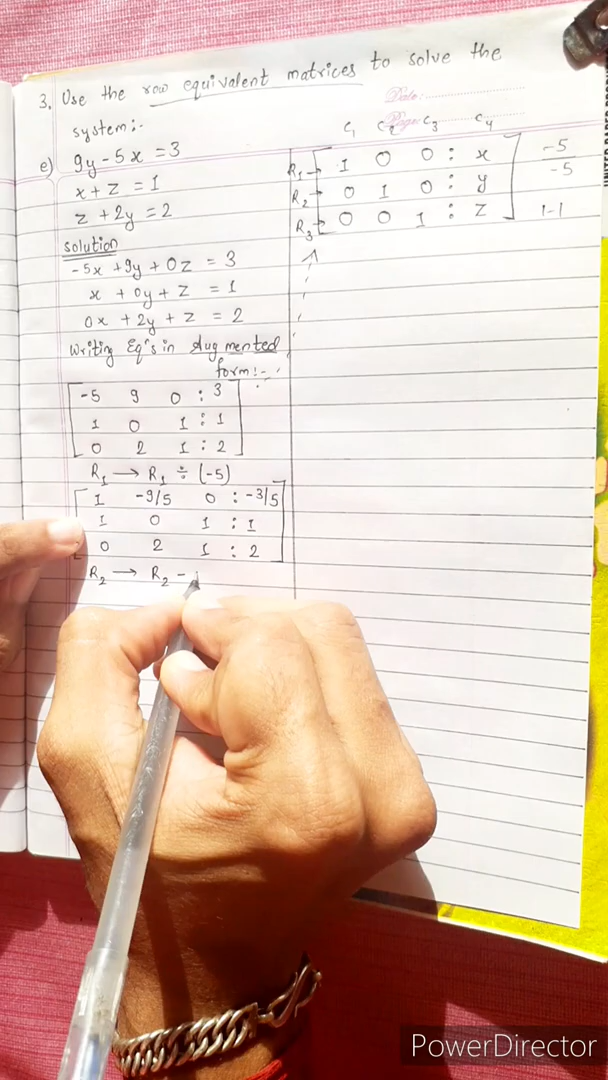 3. Use the row equivalent matrices to solve the
Date:
system:-
Page:
e) 9y - 5x = 3
x + z = 1
z + 2y = 2
solution
-5x + 9y + 0z = 3
x + 0y + z = 1
0x + 2y + z = 2
Writing Eqⁿs in Augmented
form:-
-5 9 0 : 3
1 0 1 : 1
0 2 1 : 2
R₁ → R₁ ÷ (-5)
1 -9/5 0 : -3/5
1 0 1 : 1
0 2 1 : 2
R₂ → R₂ -
C₁ C₂ C₃ C₄
R₁→ 1 0 0 : x
R₂→ 0 1 0 : y
R₃→ 0 0 1 : z
-5
-5
1-1
PowerDirector